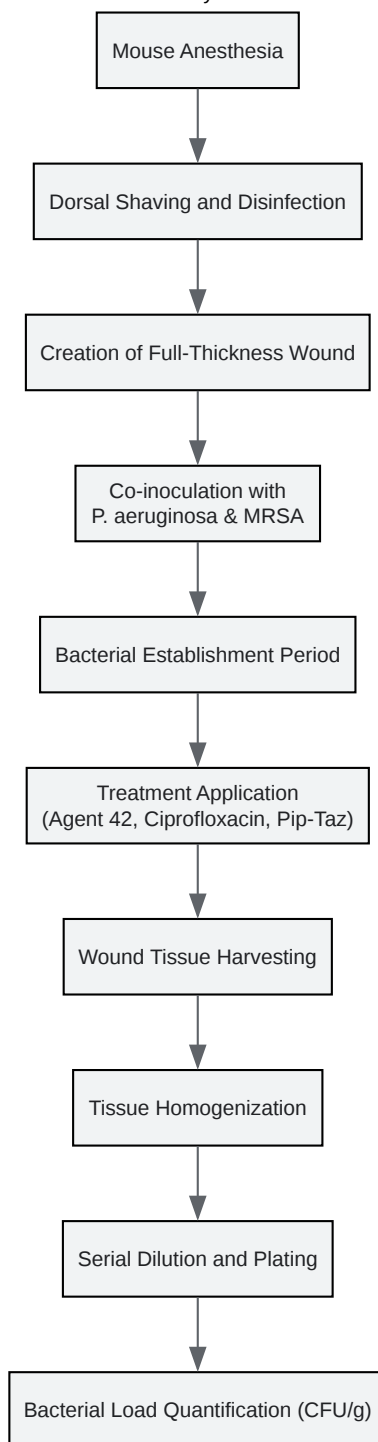 Mouse Anesthesia
Dorsal Shaving and Disinfection
Creation of Full-Thickness Wound
Co-inoculation with
P. aeruginosa & MRSA
Bacterial Establishment Period
Treatment Application
(Agent 42, Ciprofloxacin, Pip-Taz)
Wound Tissue Harvesting
Tissue Homogenization
Serial Dilution and Plating
Bacterial Load Quantification (CFU/g)